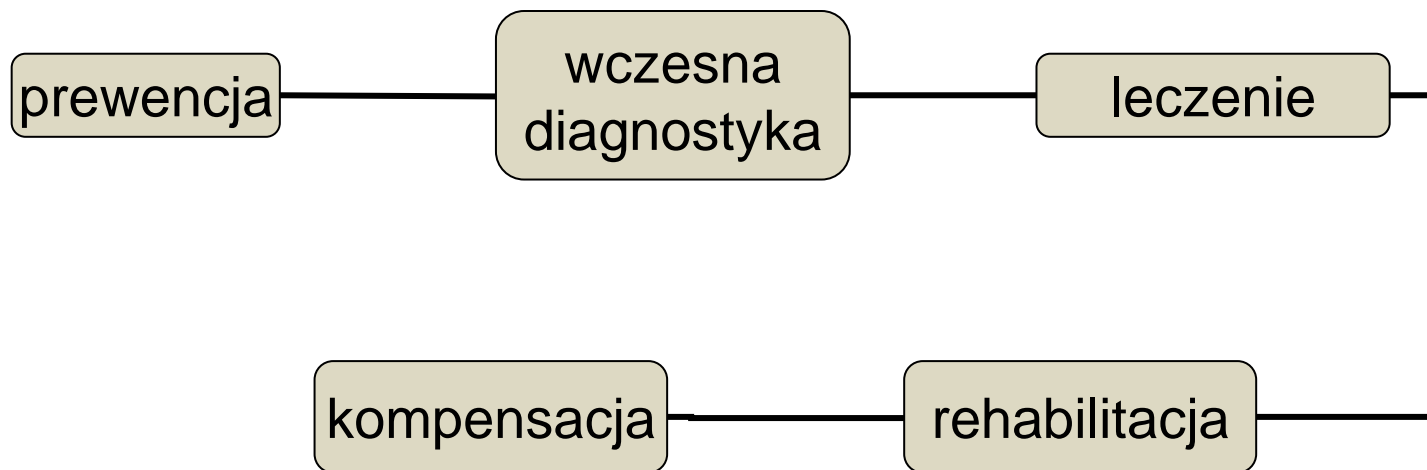 prewencja
wczesna
diagnostyka
leczenie
kompensacja
rehabilitacja